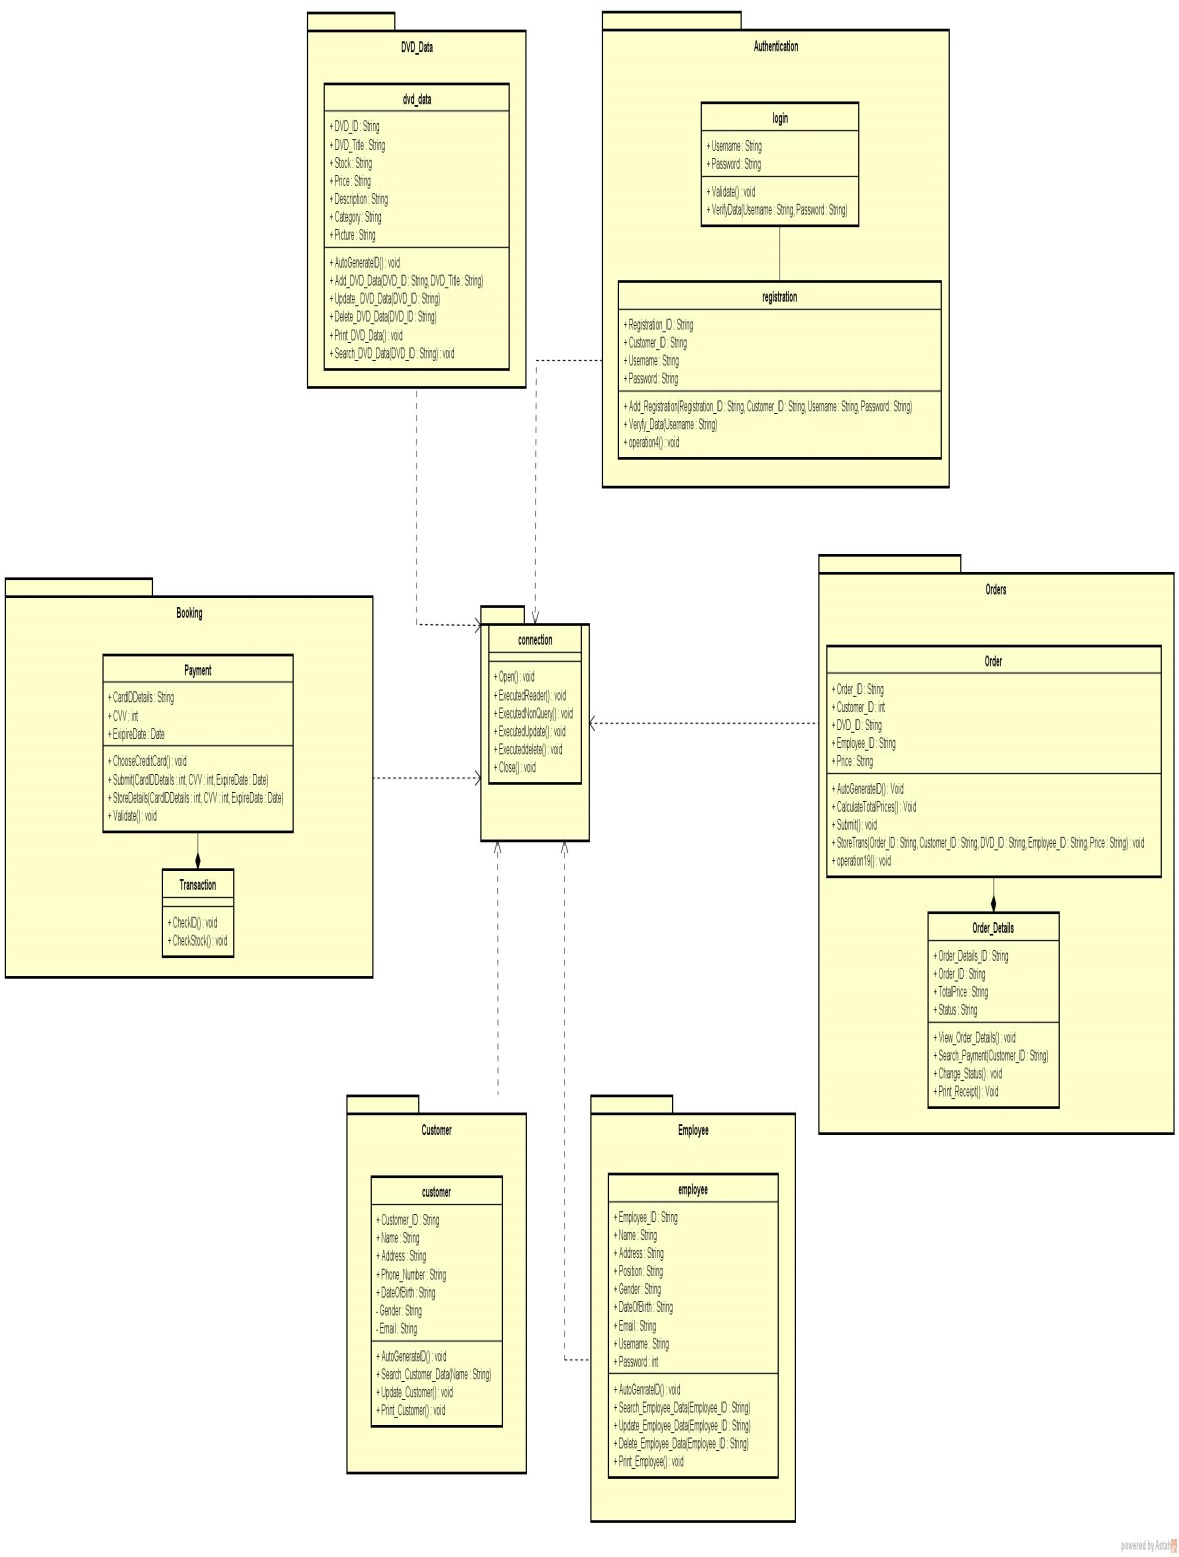 DVD_Data
dvd_data
+ DVD_ID : String
+ DVD_Title : String
+ Stock : String
+ Price : String
+ Description : String
+ Category : String
+ Picture : String
+ AutoGenerateID() : void
+ Add_DVD_Data(DVD_ID : String, DVD_Title : String)
+ Update_DVD_Data(DVD_ID : String)
+ Delete_DVD_Data(DVD_ID : String)
+ Print_DVD_Data() : void
+ Search_DVD_Data(DVD_ID : String) : void
Authentication
login
+ Username : String
+ Password : String
+ Validate() : void
+ VerifyData(Username : String, Password : String)
registration
+ Registration_ID : String
+ Customer_ID : String
+ Username : String
+ Password : String
+ Add_Registration(Registration_ID : String, Customer_ID : String, Username : String, Password : String)
+ Veryfy_Data(Username : String)
+ operation4() : void
Booking
Payment
+ CardIDDetails : String
+ CVV : int
+ ExipireDate : Date
+ ChooseCreditCard() : void
+ Submit(CardIDDetails : int, CVV : int, ExpireDate : Date)
+ StoreDetails(CardIDDetails : int, CVV : int, ExpireDate : Date)
+ Validate() : void
Transaction
+ CheckID() : void
+ CheckStock() : void
connection
+ Open() : void
+ ExecutedReader() : void
+ ExecutedNonQuery() : void
+ ExecutedUpdate() : void
+ Executeddelete() : void
+ Close() : void
Orders
Order
+ Order_ID : String
+ Customer_ID : int
+ DVD_ID : String
+ Employee_ID : String
+ Price : String
+ AutoGenerateID() : Void
+ CalculateTotalPrices() : Void
+ Submit() : void
+ StoreTrans(Order_ID : String, Customer_ID : String, DVD_ID : String, Employee_ID : String, Price : String) : void
+ operation19() : void
Order_Details
+ Order_Details_ID : String
+ Order_ID : String
+ TotalPrice : String
+ Status : String
+ View_Order_Details() : void
+ Search_Payment(Customer_ID : String)
+ Change_Status() : void
+ Print_Receipt() : Void
Customer
customer
+ Customer_ID : String
+ Name : String
+ Address : String
+ Phone_Number : String
+ DateOfBirth : String
- Gender : String
- Email : String
+ AutoGenerateID() : void
+ Search_Customer_Data(Name : String)
+ Update_Customer() : void
+ Print_Customer() : void
Employee
employee
+ Employee_ID : String
+ Name : String
+ Address : String
+ Position : String
+ Gender : String
+ DateOfBirth : String
+ Email : String
+ Username : String
+ Password : int
+ AutoGenrateID() : void
+ Search_Employee_Data(Employee_ID : String)
+ Update_Employee_Data(Employee_ID : String)
+ Delete_Employee_Data(Employee_ID : String)
+ Print_Employee() : void
powered by Astah